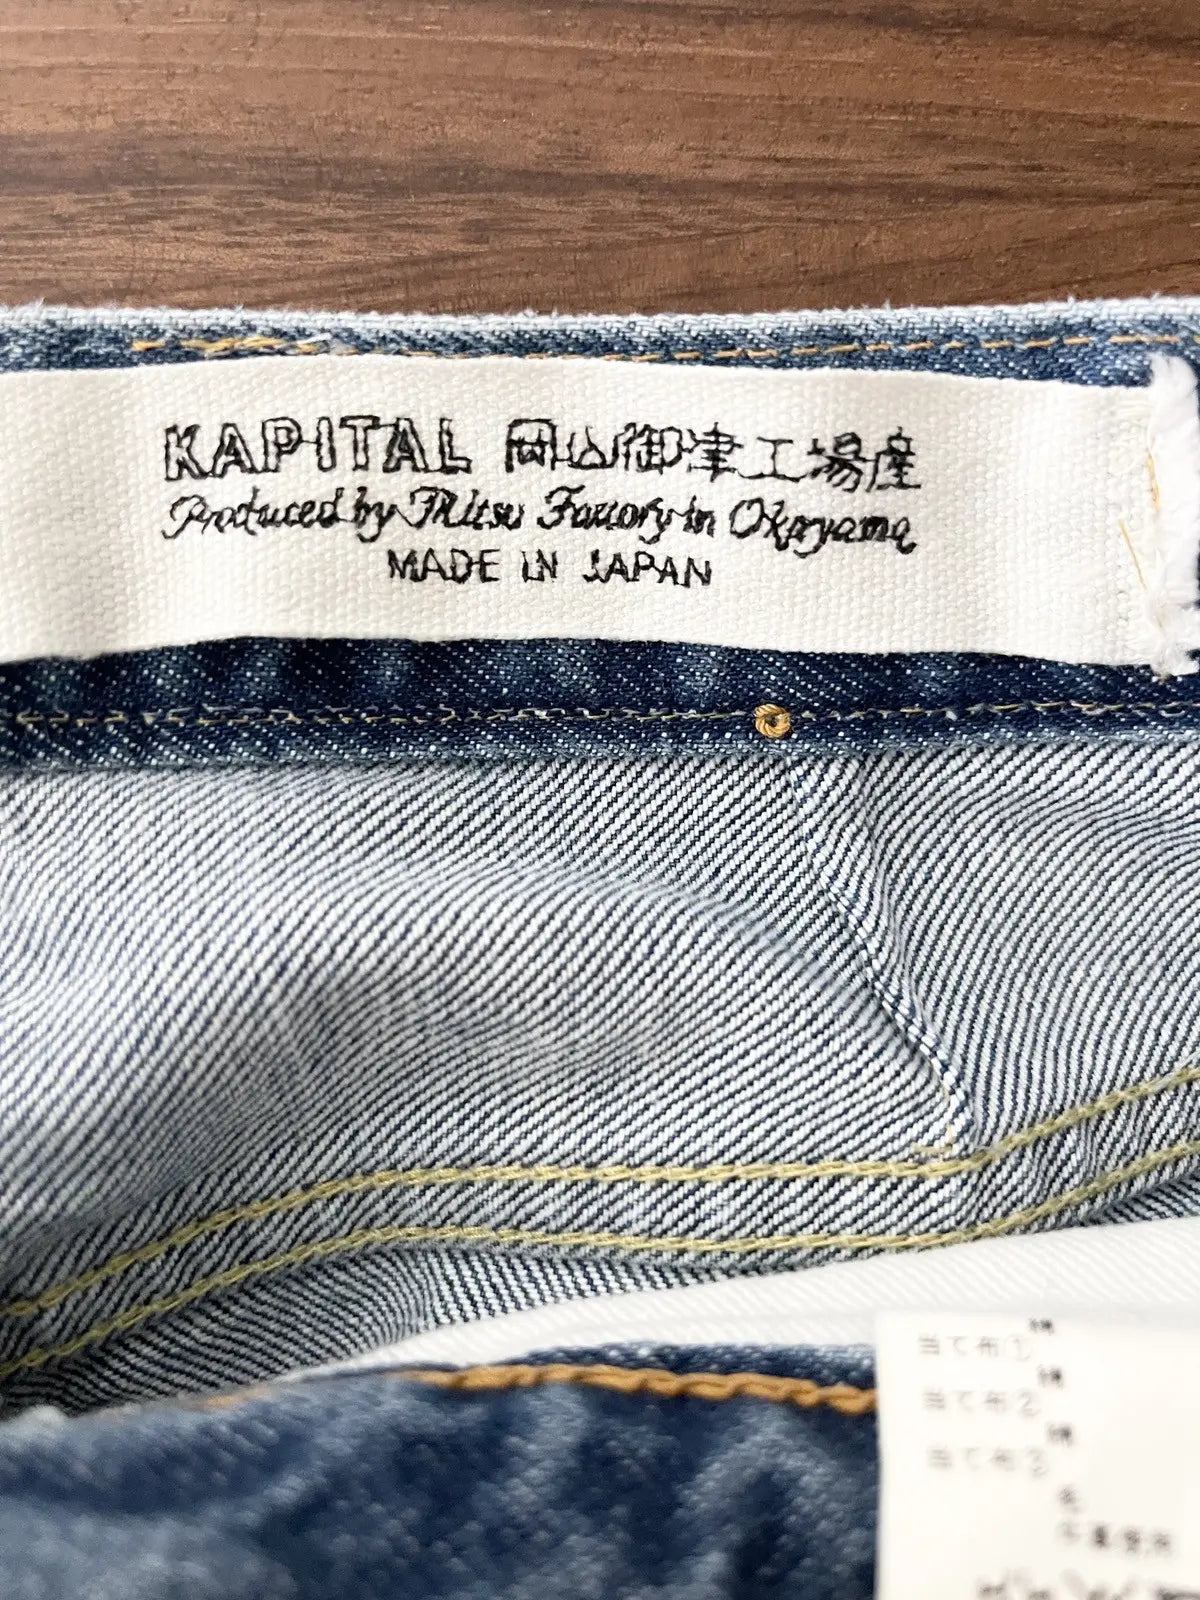 KAPITAL 岡山御津工場産
Produced by Mitsu Factory in Okayama
MADE IN JAPAN
当て布①
当て布②
当て布③